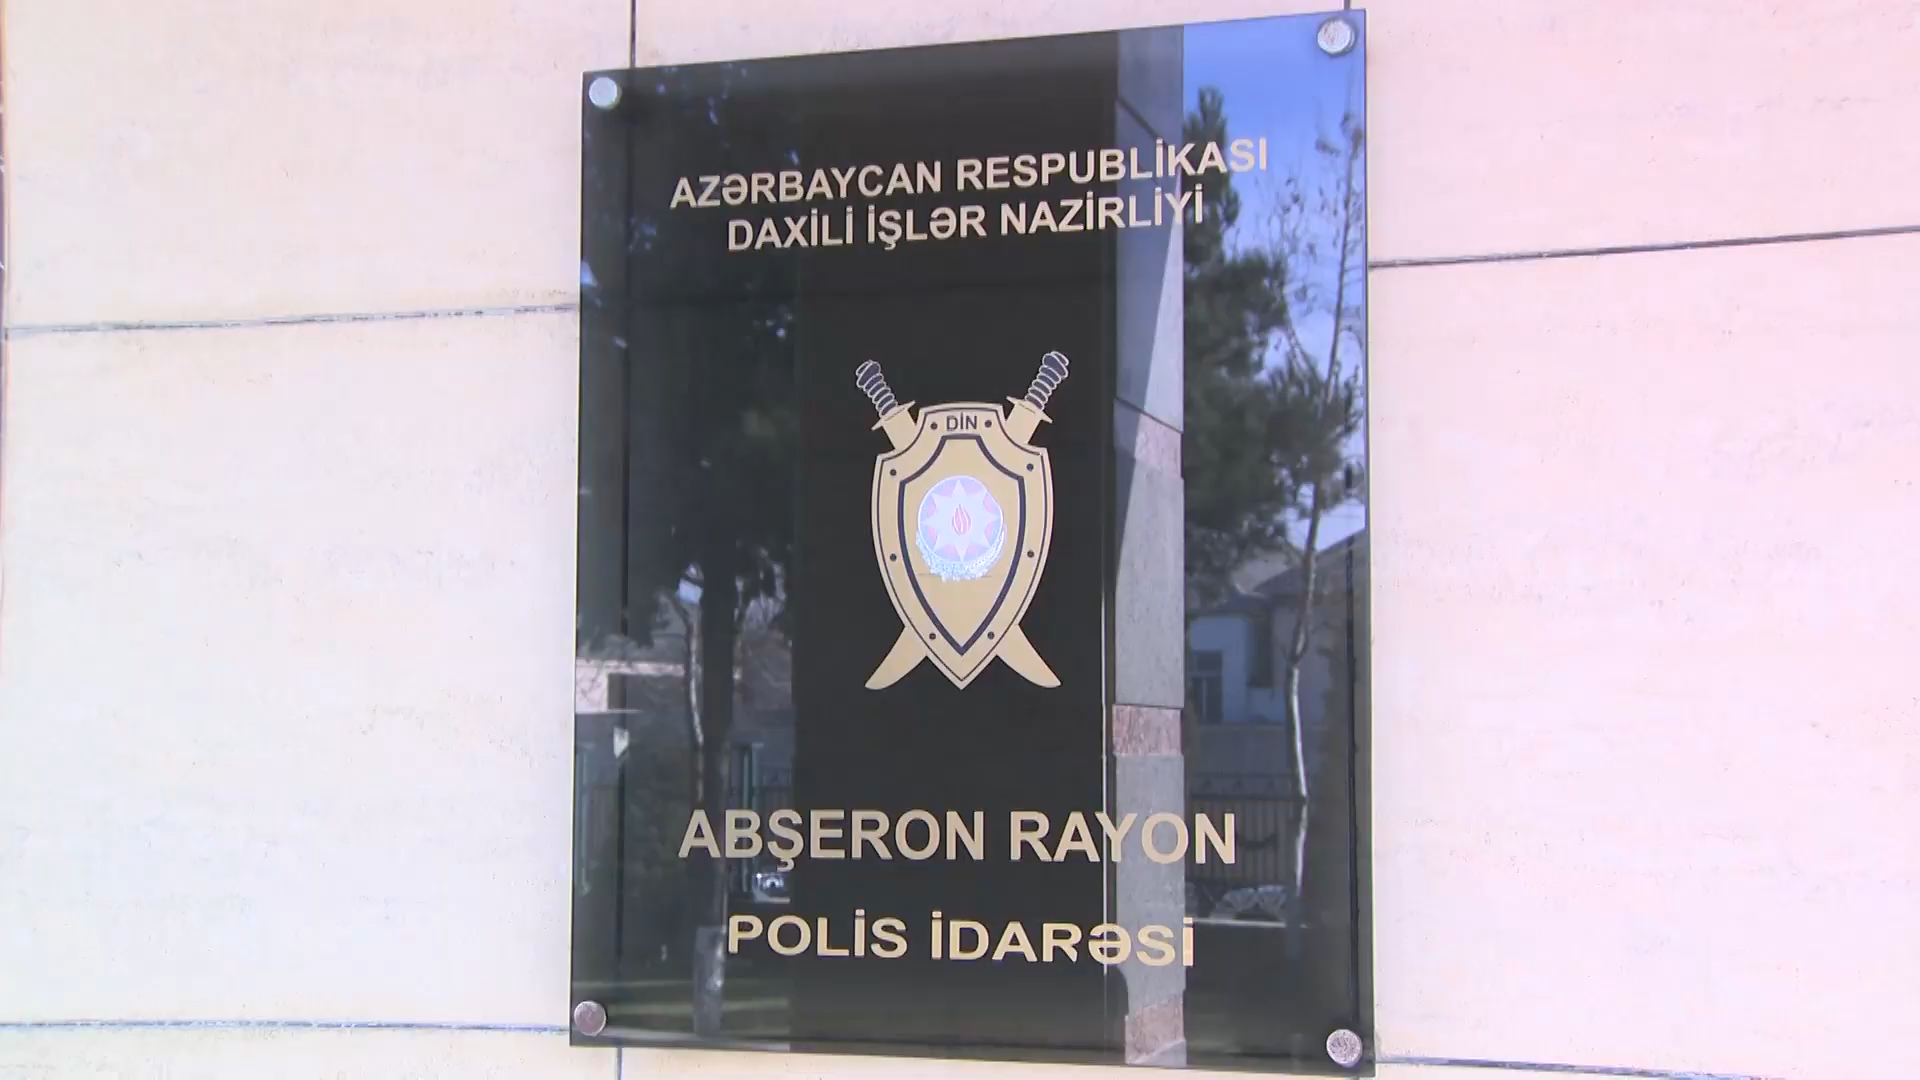 AZƏRBAYCAN RESPUBLİKASI
DAXİLİ İŞLƏR NAZİRLİYİ
DİN
ABŞERON RAYON
POLİS İDARƏSİ